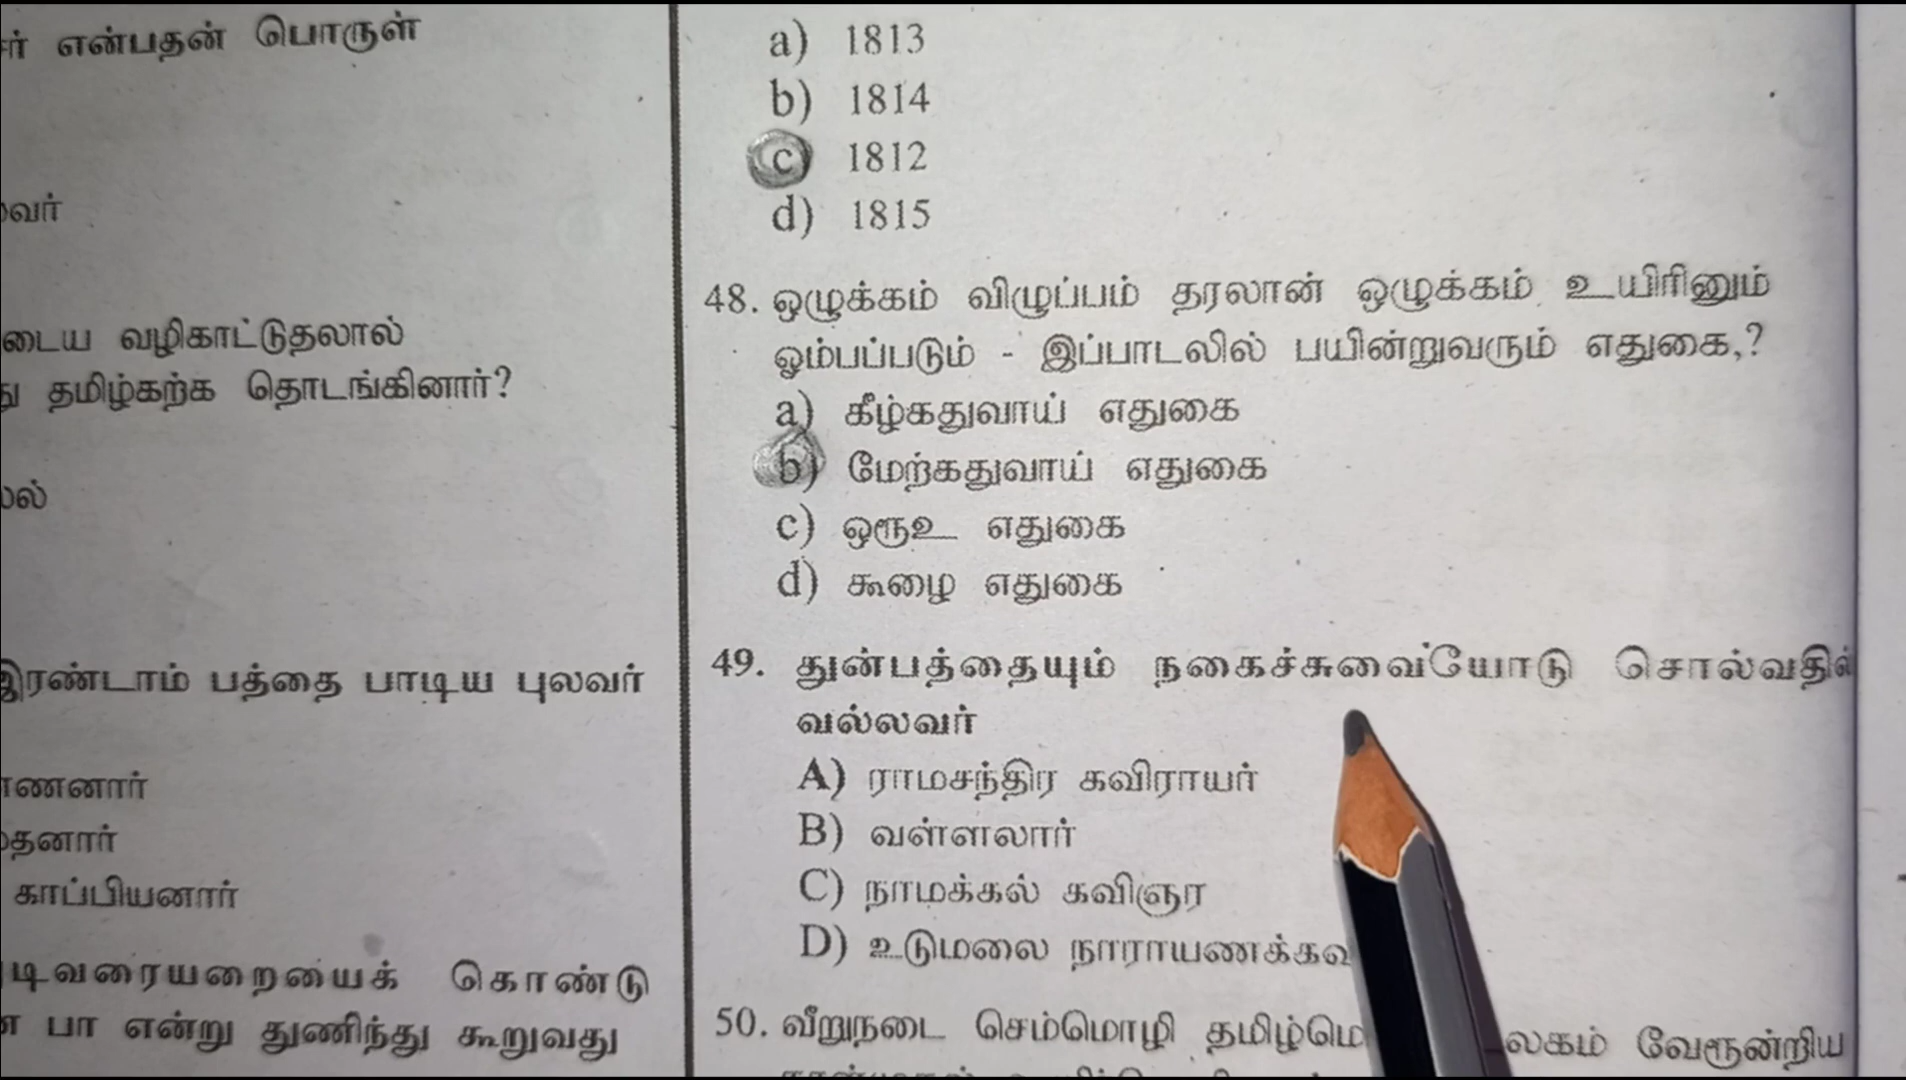 என்பதன் பொருள்
டைய வழிகாட்டுதலால்
து தமிழ்கற்க தொடங்கினார்?
இரண்டாம் பத்தை பாடிய புலவர்
காப்பியனார்
டிவரையறையைக் கொண்டு
பா என்று துணிந்து கூறுவது
a) 1813
b) 1814
c) 1812
d) 1815
48. ஒழுக்கம் விழுப்பம் தரலான் ஒழுக்கம் உயிரினும்
ஓம்பப்படும் - இப்பாடலில் பயின்றுவரும் எதுகை,?
a) கீழ்கதுவாய் எதுகை
b) மேற்கதுவாய் எதுகை
c) ஒரூஉ எதுகை
d) கூழை எதுகை
49. துன்பத்தையும் நகைச்சுவையோடு சொல்வதில்
வல்லவர்
A) ராமசந்திர கவிராயர்
B) வள்ளலார்
C) நாமக்கல் கவிஞர
D) உடுமலை நாராயணக்கவ
50. வீறுநடை செம்மொழி தமிழ்மொ லகம் வேரூன்றிய